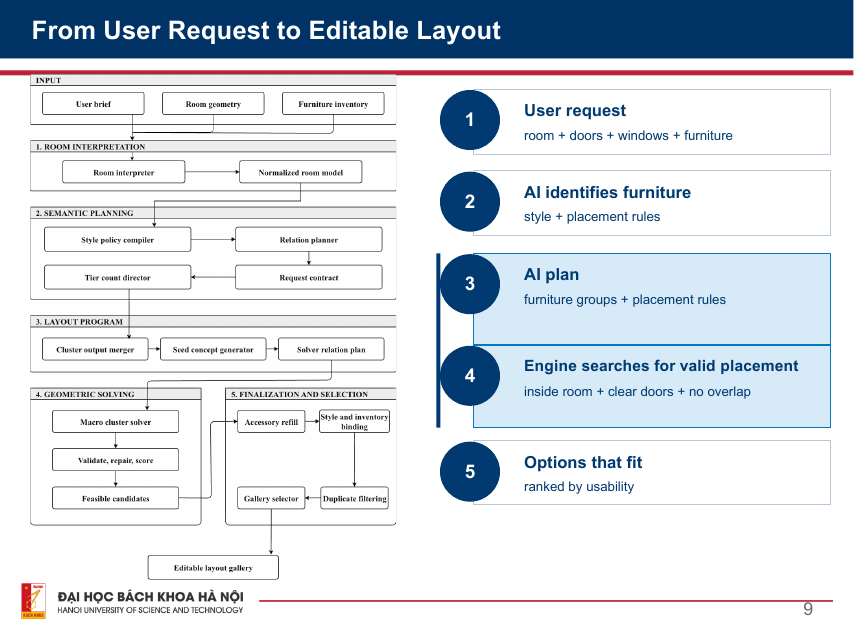 From User Request to Editable Layout
INPUT
User brief
Room geometry
Furniture inventory
1. ROOM INTERPRETATION
Room interpreter
Normalized room model
2. SEMANTIC PLANNING
Style policy compiler
Relation planner
Tier count director
Request contract
3. LAYOUT PROGRAM
Cluster output merger
Seed concept generator
Solver relation plan
4. GEOMETRIC SOLVING
Macro cluster solver
Validate, repair, score
Feasible candidates
5. FINALIZATION AND SELECTION
Accessory refill
Style and inventory
binding
Gallery selector
Duplicate filtering
Editable layout gallery
1
User request
room + doors + windows + furniture
2
AI identifies furniture
style + placement rules
3
AI plan
furniture groups + placement rules
4
Engine searches for valid placement
inside room + clear doors + no overlap
5
Options that fit
ranked by usability
ĐẠI HỌC BÁCH KHOA HÀ NỘI
HANOI UNIVERSITY OF SCIENCE AND TECHNOLOGY
9